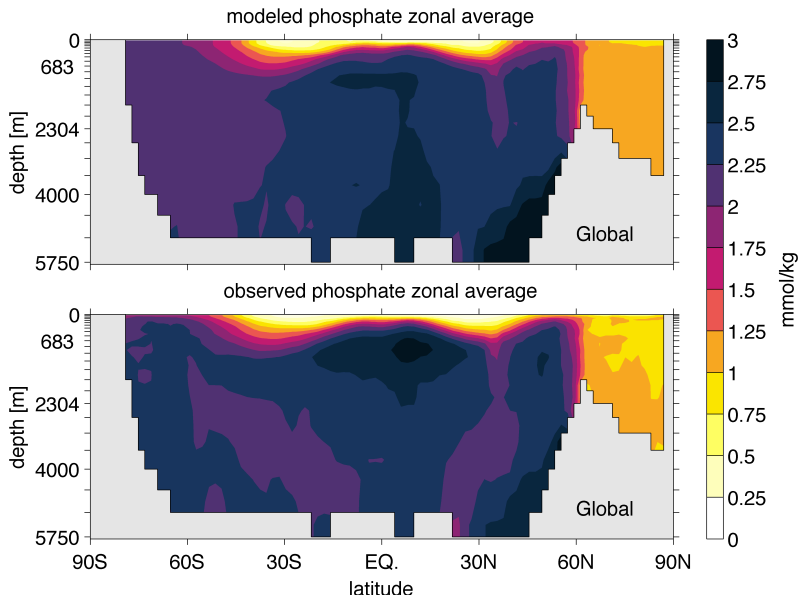 modeled phosphate zonal average
0
683
2304
4000
5750
depth [m]
Global
observed phosphate zonal average
0
683
2304
4000
5750
depth [m]
Global
90S 60S 30S EQ. 30N 60N 90N
latitude
3
2.75
2.5
2.25
2
1.75
1.5
1.25
1
0.75
0.5
0.25
0
mmol/kg